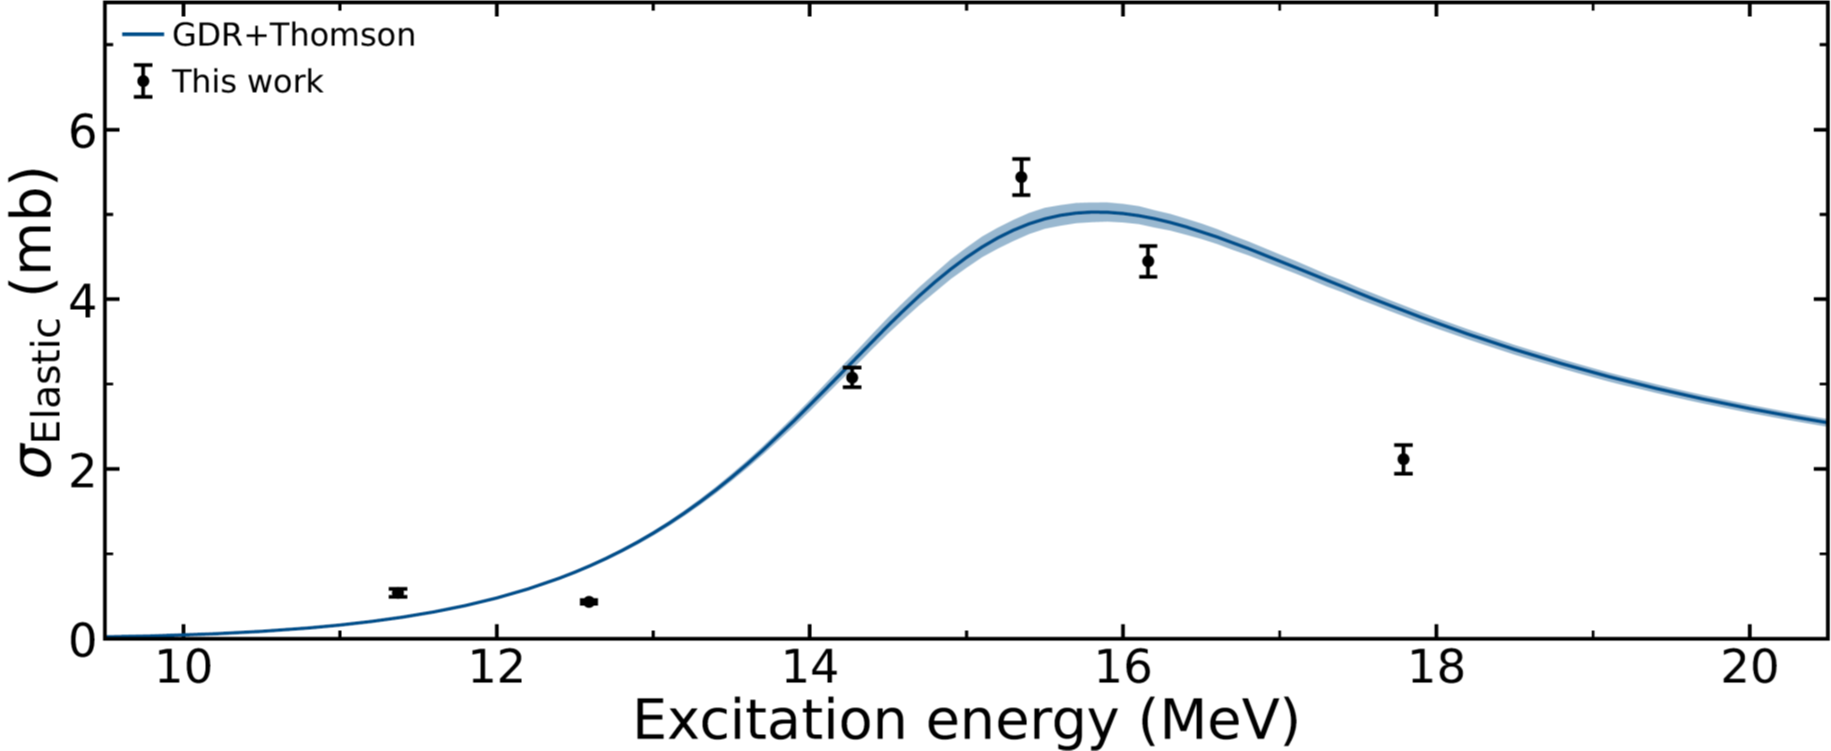 GDR+Thomson
This work
6
4
2
0
σElastic (mb)
10 12 14 16 18 20
Excitation energy (MeV)